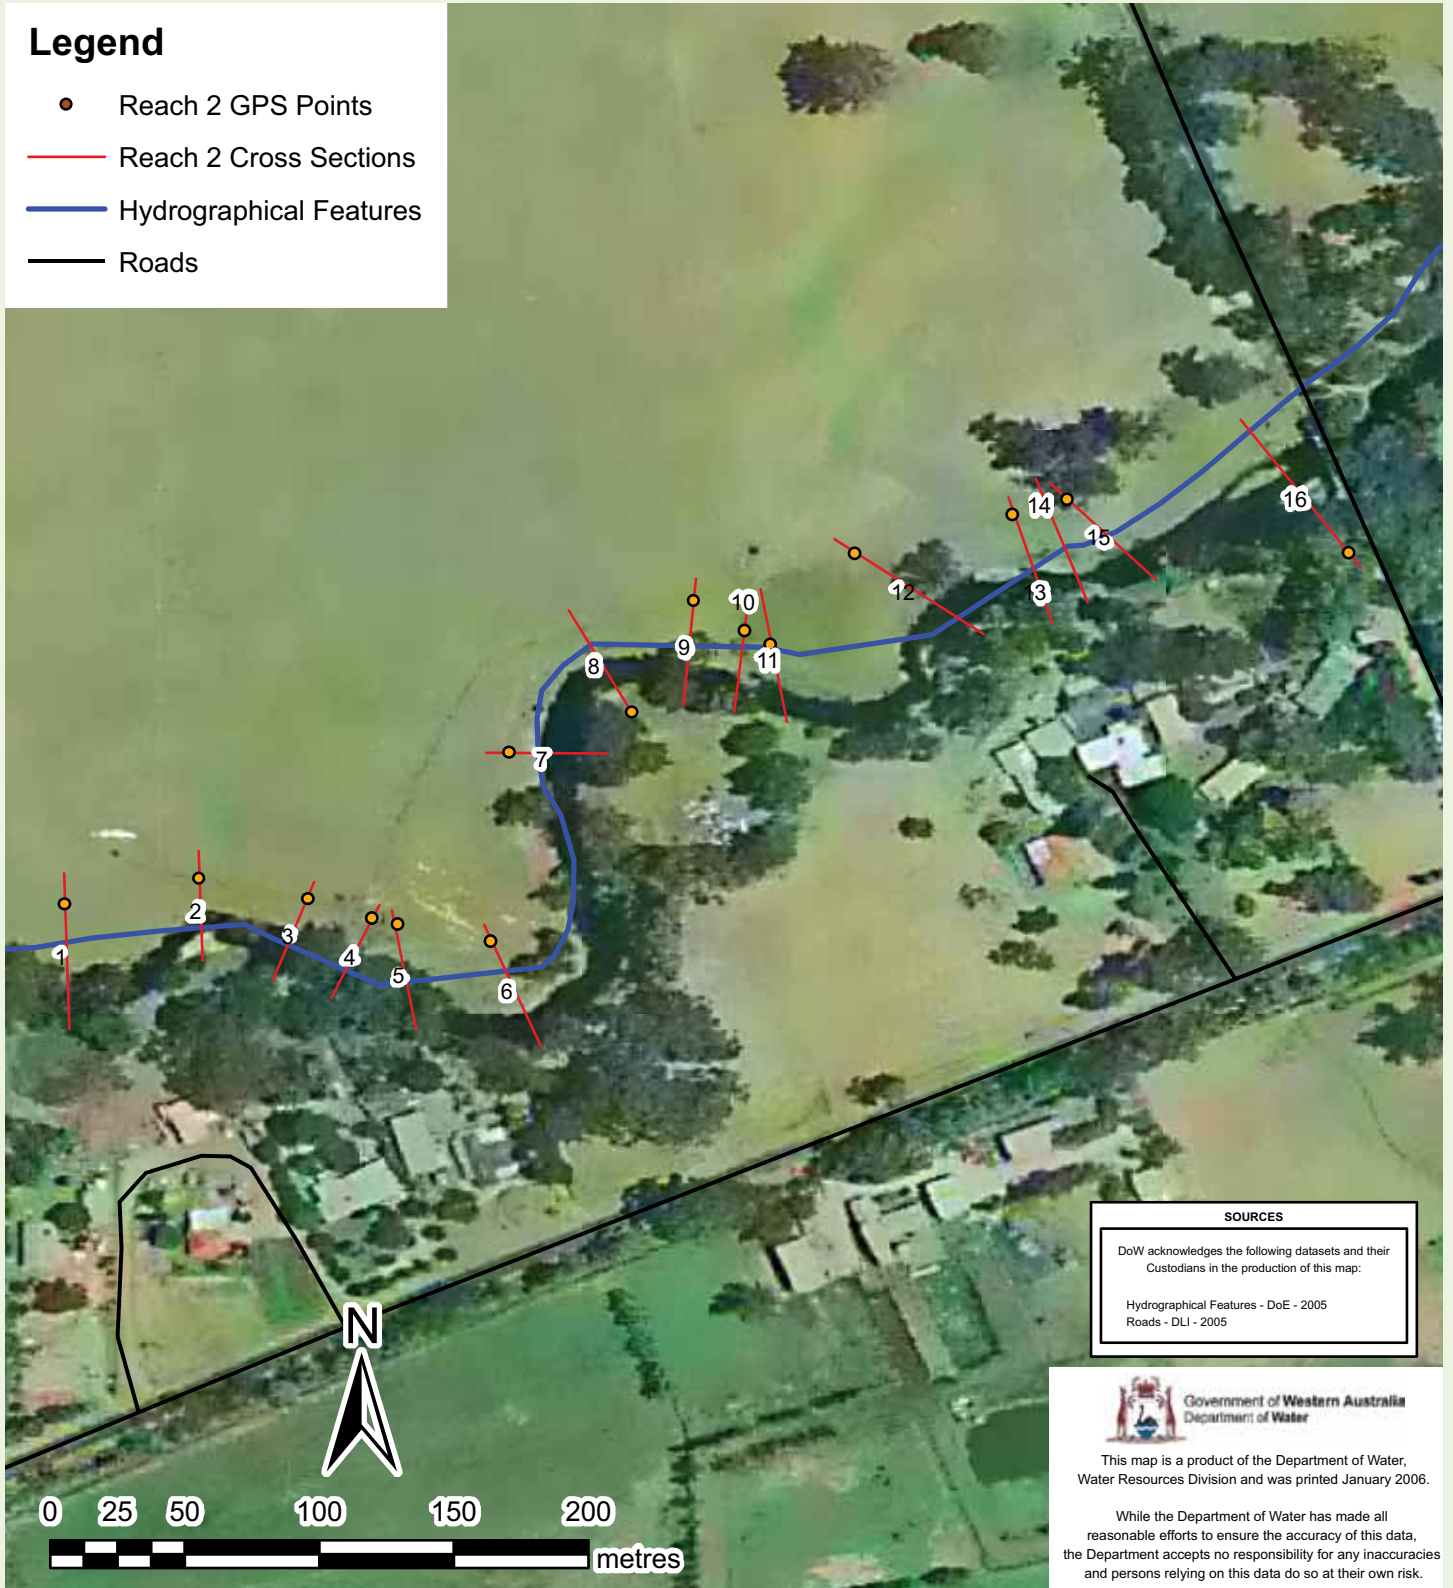 Legend
Reach 2 GPS Points
Reach 2 Cross Sections
Hydrographical Features
Roads
16
14
15
13
12
10
11
9
8
7
2
3
1
4
5
6
N
0 25 50 100 150 200
metres
SOURCES
DoW acknowledges the following datasets and their
Custodians in the production of this map:
Hydrographical Features - DoE - 2005
Roads - DLI - 2005
Government of Western Australia
Department of Water
This map is a product of the Department of Water,
Water Resources Division and was printed January 2006.
While the Department of Water has made all
reasonable efforts to ensure the accuracy of this data,
the Department accepts no responsibility for any inaccuracies
and persons relying on this data do so at their own risk.